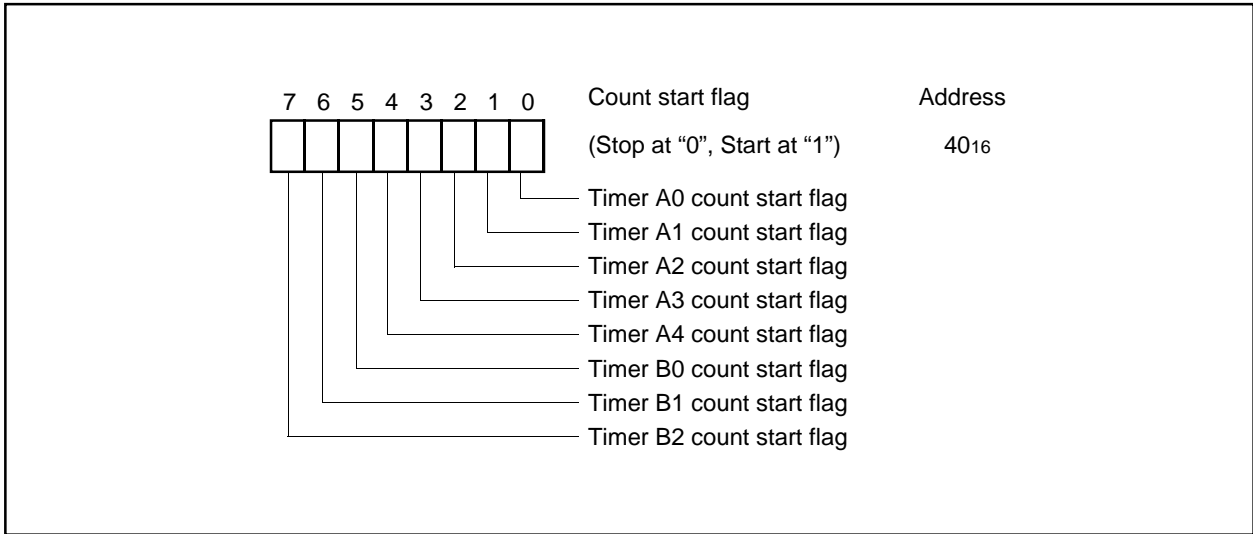 7 6 5 4 3 2 1 0 Count start flag Address
(Stop at “0”, Start at “1”) 4016
Timer A0 count start flag
Timer A1 count start flag
Timer A2 count start flag
Timer A3 count start flag
Timer A4 count start flag
Timer B0 count start flag
Timer B1 count start flag
Timer B2 count start flag